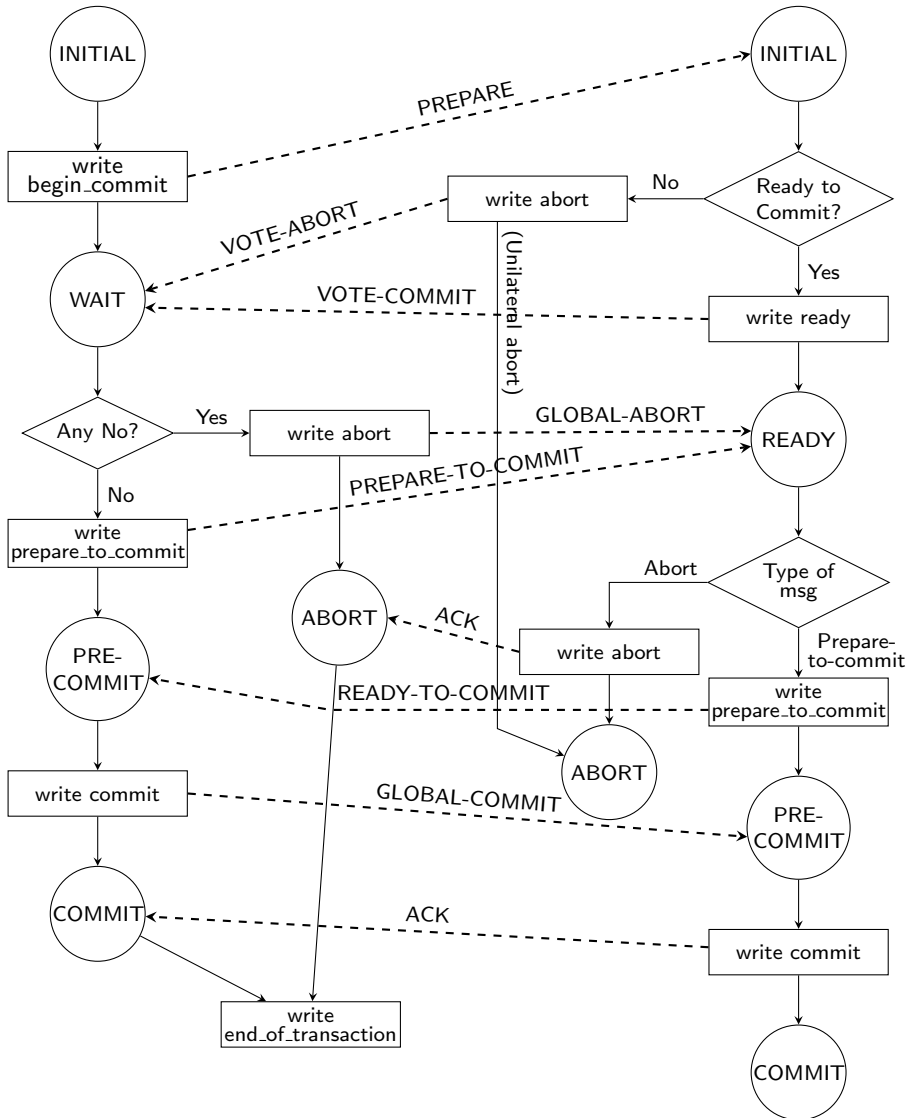 INITIAL
INITIAL
PREPARE
write
begin_commit
Ready to
Commit?
No
write abort
VOTE-ABORT
(Unilateral abort)
Yes
WAIT
VOTE-COMMIT
write ready
Any No?
Yes
write abort
GLOBAL-ABORT
READY
PREPARE-TO-COMMIT
No
write
prepare_to_commit
Abort
Type of
msg
ABORT
ACK
write abort
Prepare-
to-commit
PRE-
COMMIT
READY-TO-COMMIT
write
prepare_to_commit
ABORT
write commit
GLOBAL-COMMIT
PRE-
COMMIT
COMMIT
ACK
write commit
write
end_of_transaction
COMMIT